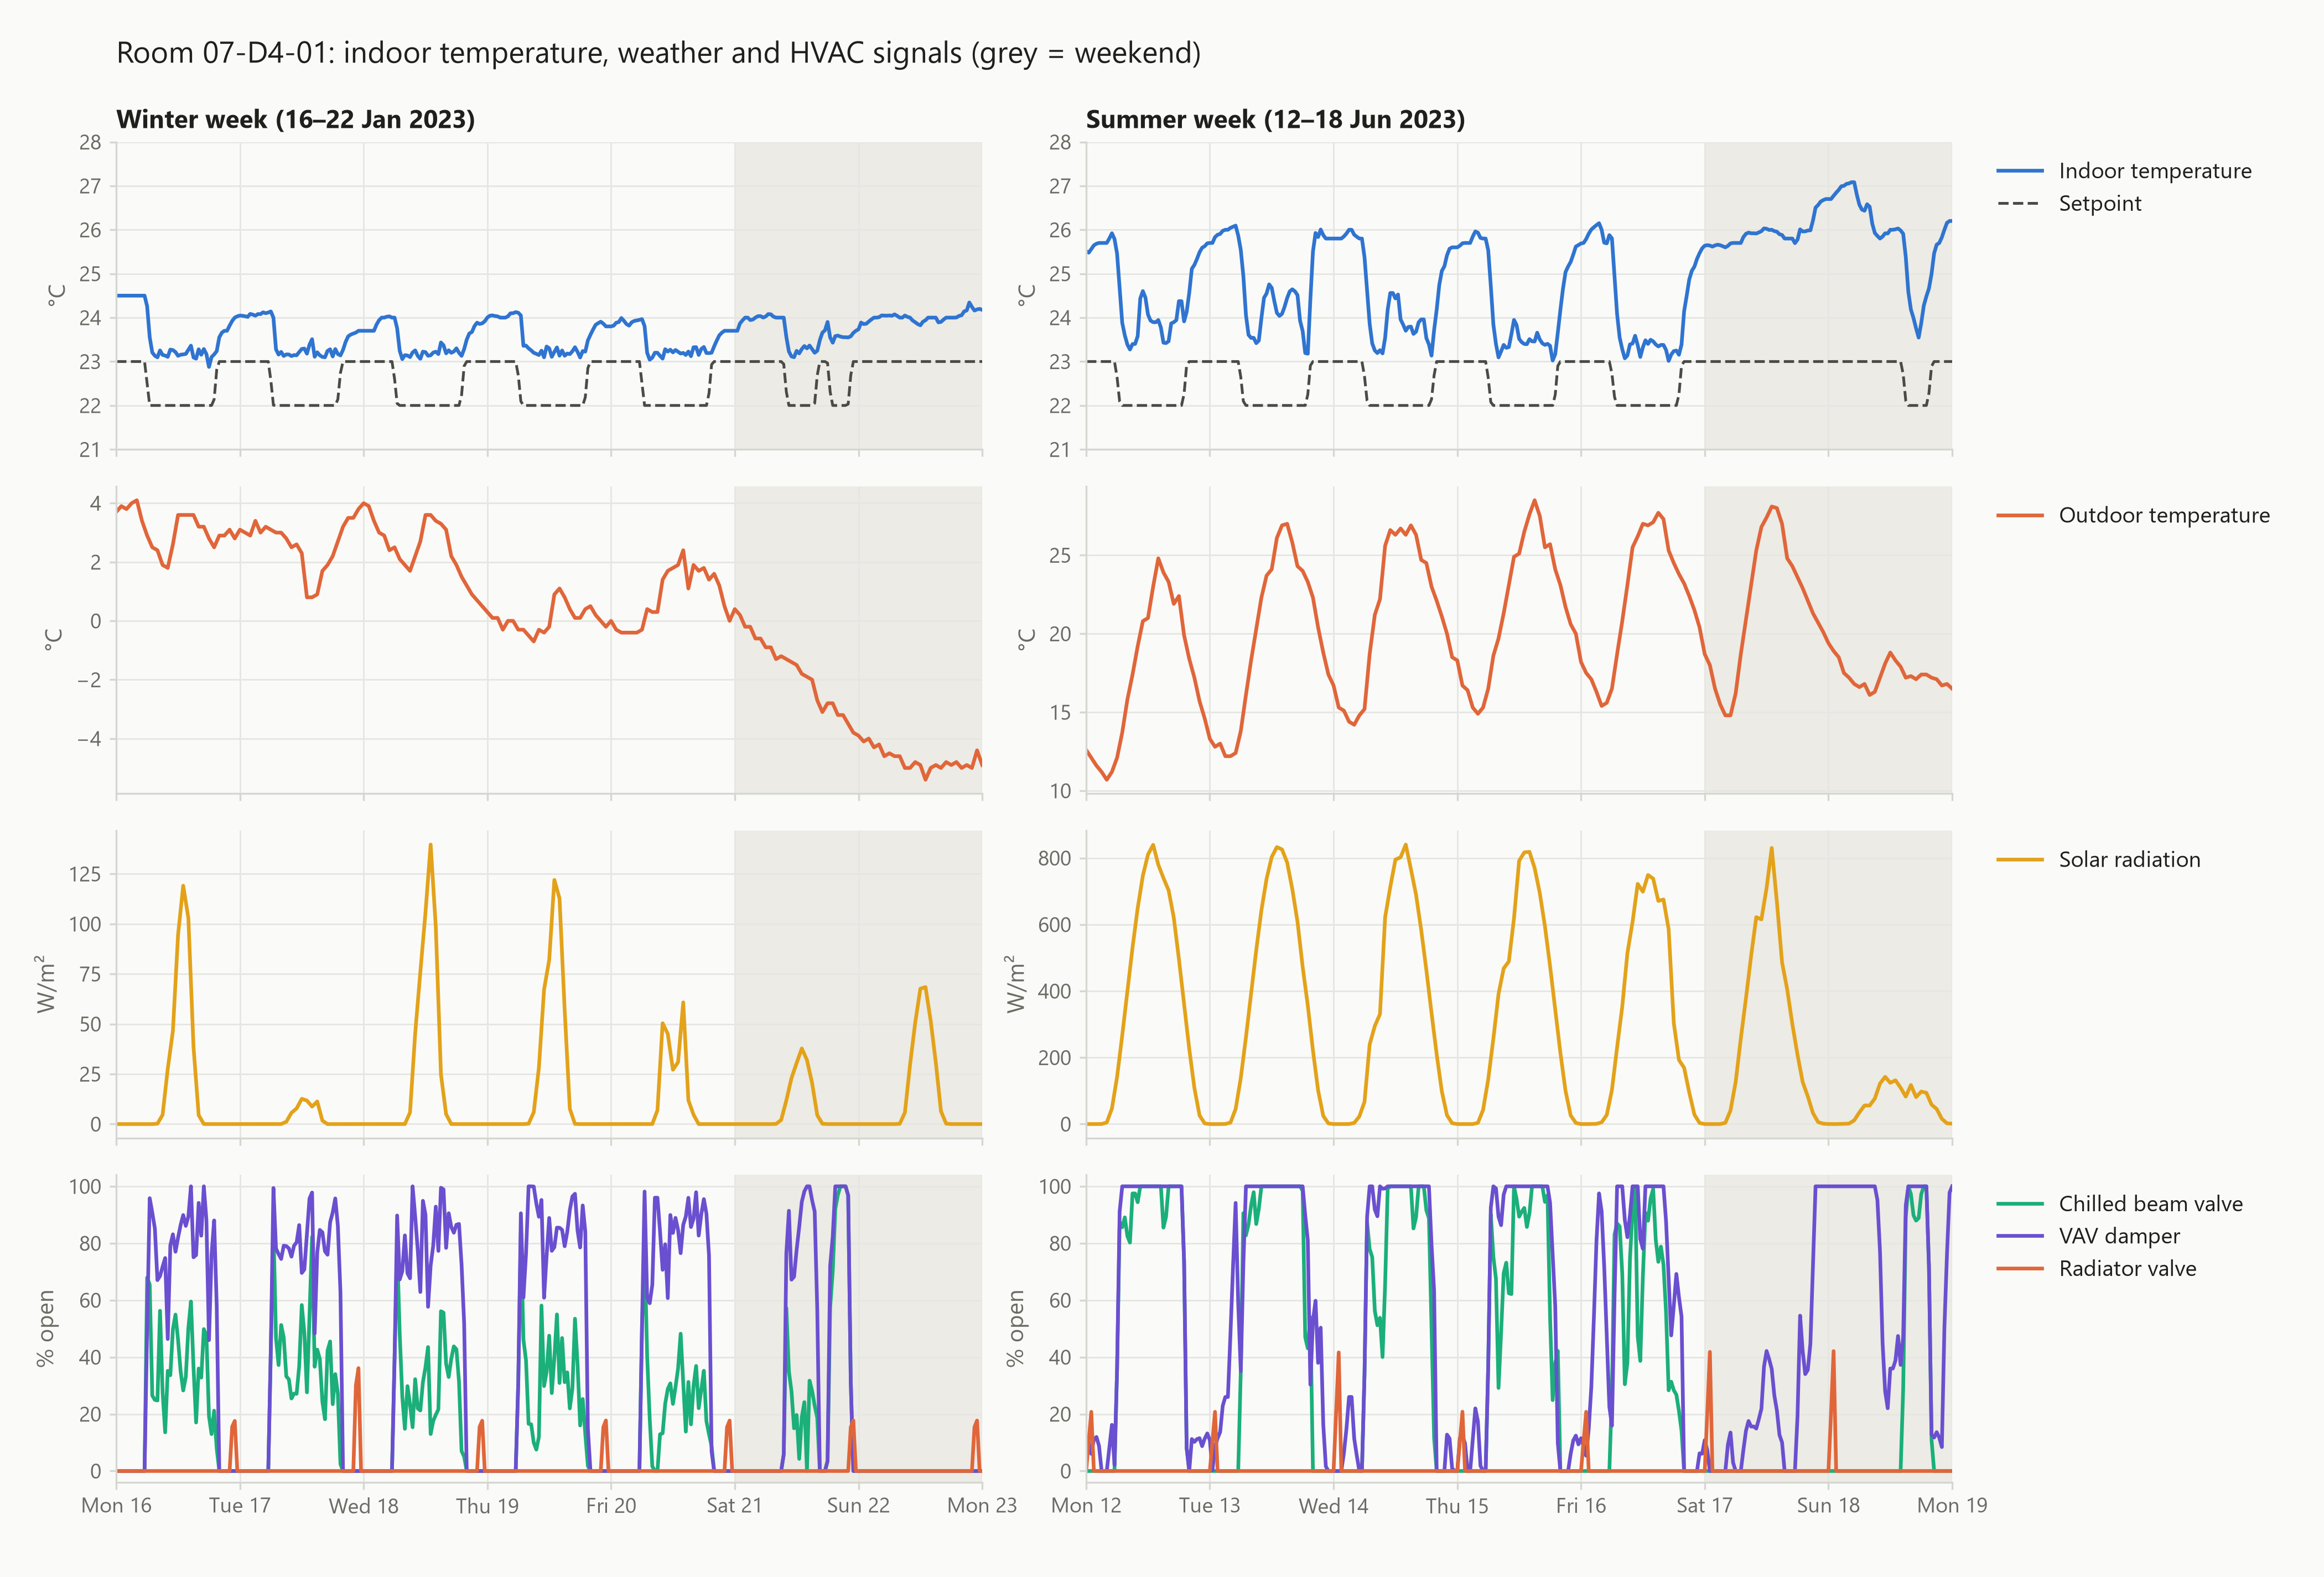 Room 07-D4-01: indoor temperature, weather and HVAC signals (grey = weekend)
Winter week (16–22 Jan 2023)
28
27
26
25
24
23
22
21
°C
Summer week (12–18 Jun 2023)
28
27
26
25
24
23
22
21
°C
Indoor temperature
Setpoint
4
2
0
−2
−4
°C
25
20
15
10
°C
Outdoor temperature
125
100
75
50
25
0
W/m²
800
600
400
200
0
W/m²
Solar radiation
100
80
60
40
20
0
% open
Mon 16 Tue 17 Wed 18 Thu 19 Fri 20 Sat 21 Sun 22 Mon 23
100
80
60
40
20
0
% open
Mon 12 Tue 13 Wed 14 Thu 15 Fri 16 Sat 17 Sun 18 Mon 19
Chilled beam valve
VAV damper
Radiator valve